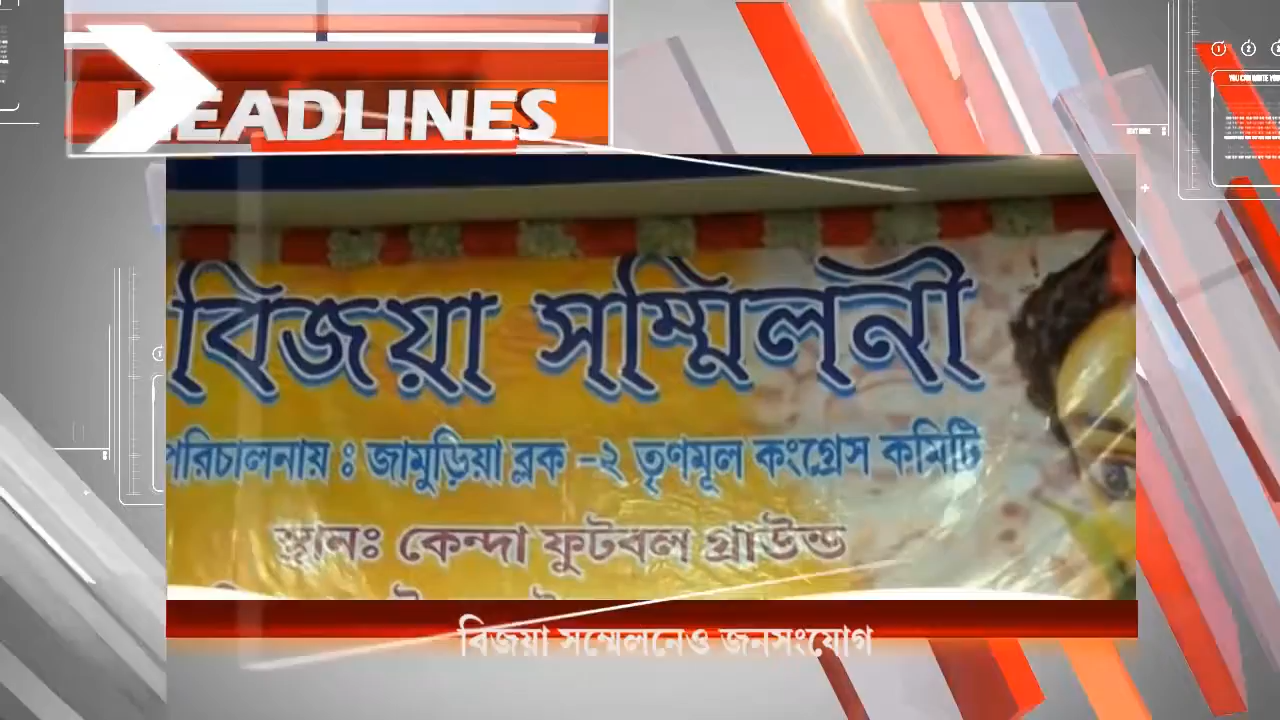 HEADLINES
বিজয়া সম্মিলনী
পরিচালনায় : জামুড়িয়া ব্লক -২ তৃণমূল কংগ্রেস কমিটি
স্থানঃ কেন্দা ফুটবল গ্রাউন্ড
বিজয়া সম্মেলনেও জনসংযোগ